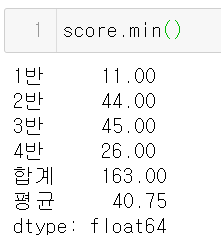 1 score.min()
1반 11.00
2반 44.00
3반 45.00
4반 26.00
합계 163.00
평균 40.75
dtype: float64